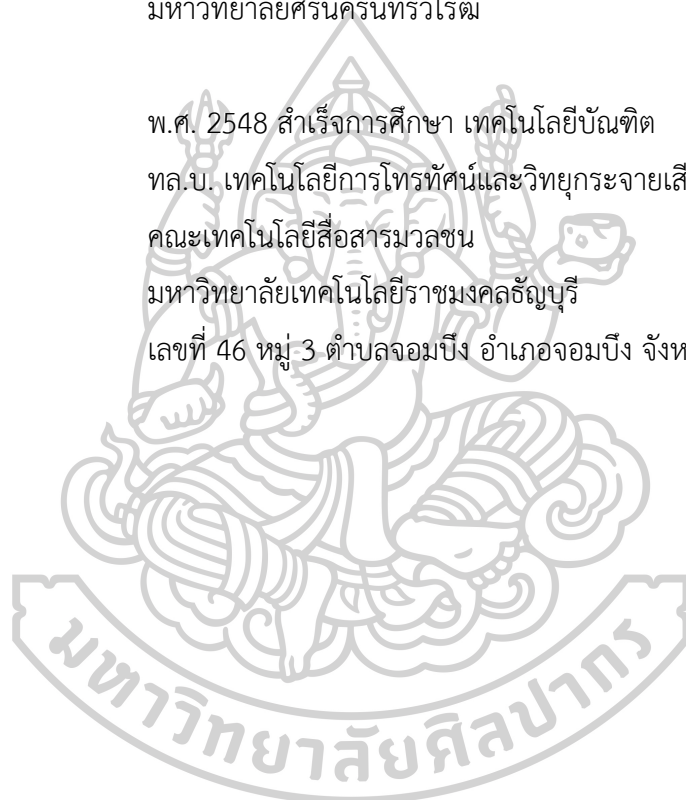 มหาวิทยาลัยศรีนครินทรวิโรฒ
พ.ศ. 2548 สำเร็จการศึกษา เทคโนโลยีบัณฑิต
ทล.บ. เทคโนโลยีการโทรทัศน์และวิทยุกระจายเสี
คณะเทคโนโลยีสื่อสารมวลชน
มหาวิทยาลัยเทคโนโลยีราชมงคลธัญบุรี
เลขที่ 46 หมู่ 3 ตำบลจอมบึง อำเภอจอมบึง จังห
มหาวิทยาลัยศิลปากร